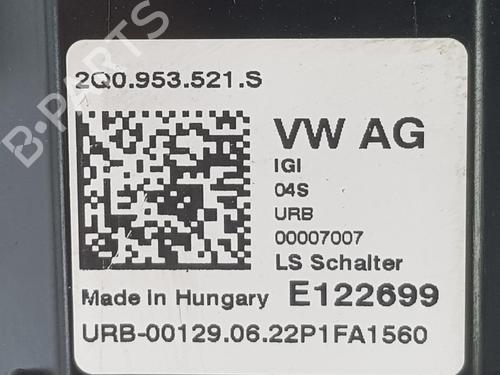 2Q0.953.521.S
VW AG
IGI
04S
URB
00007007
LS Schalter
Made In Hungary E122699
URB-00129.06.22P1FA1560
B-PARTS